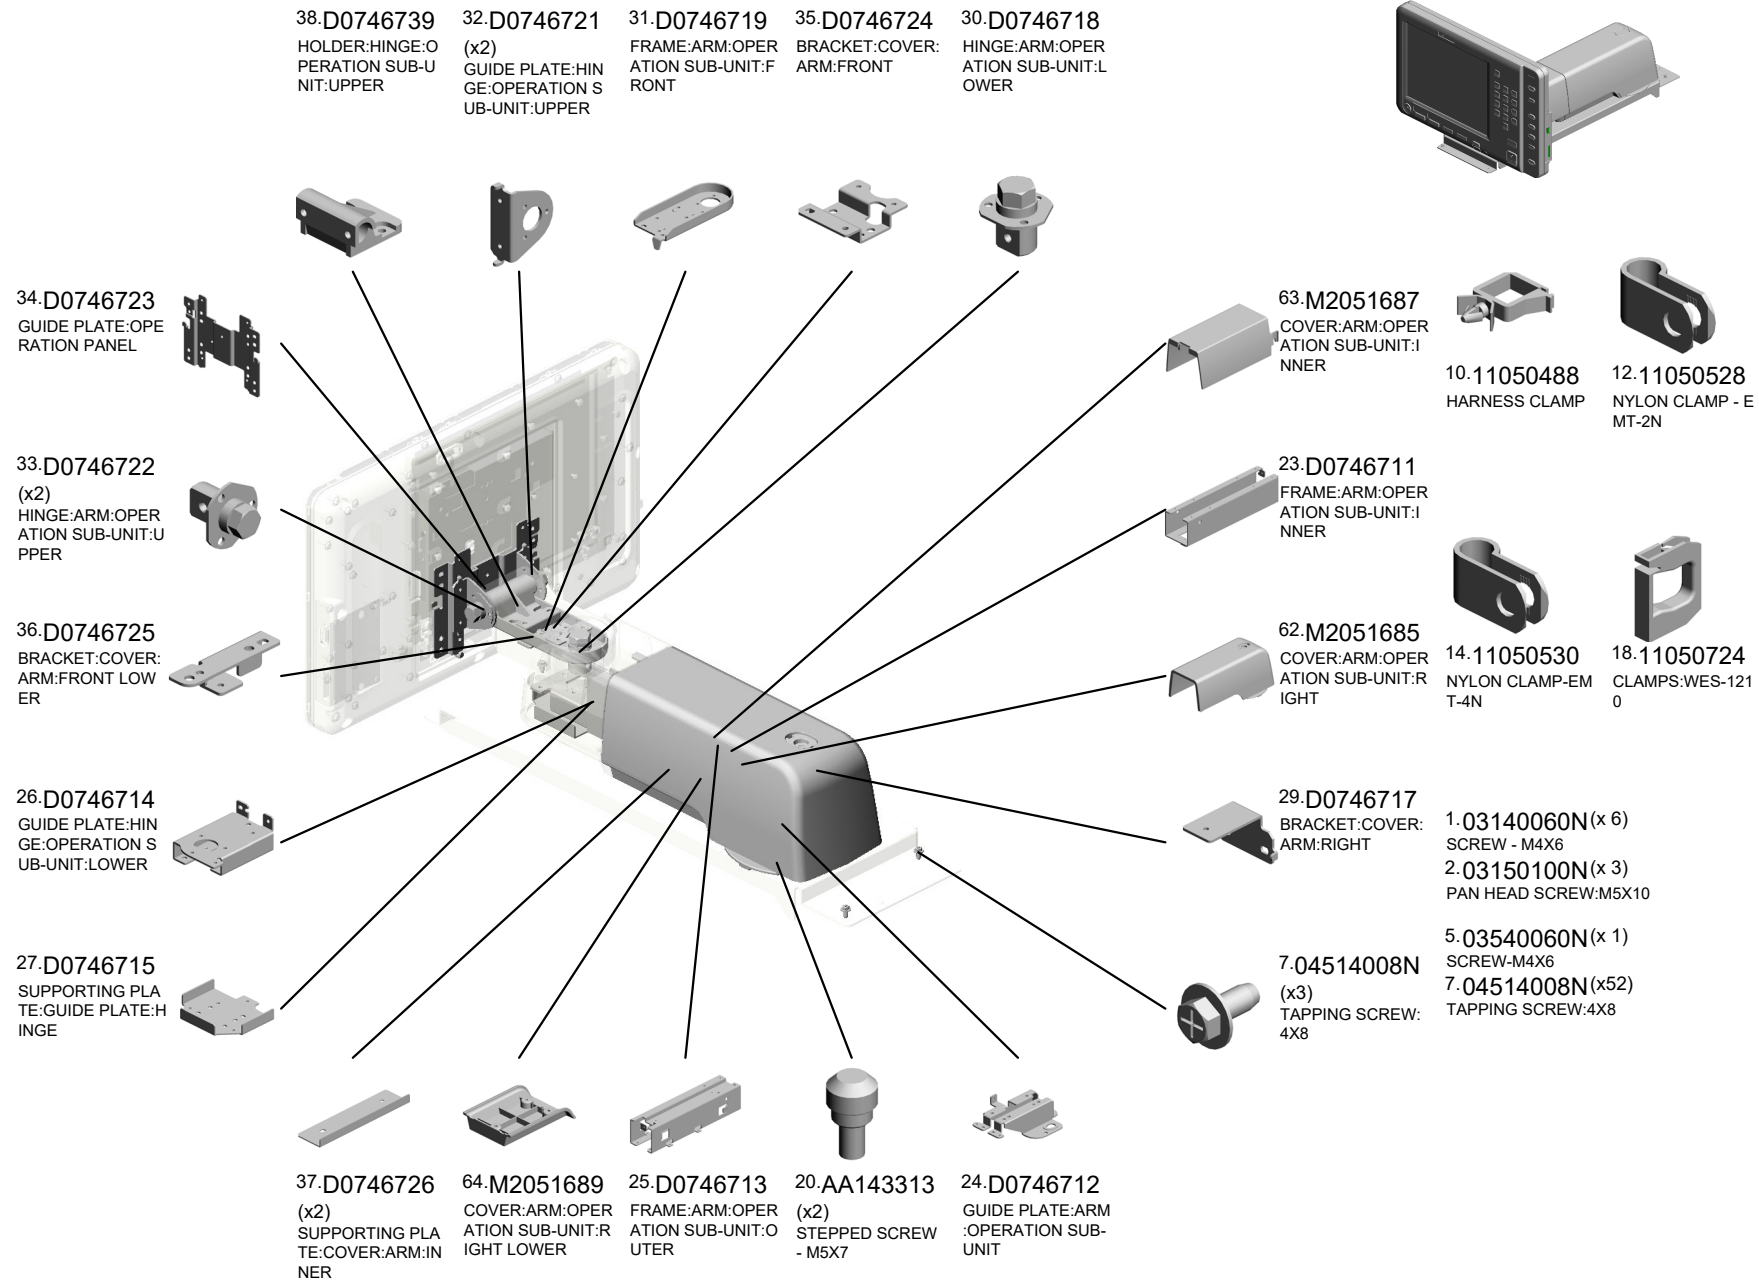 38.D0746739
HOLDER:HINGE:O
PERATION SUB-U
NIT:UPPER
32.D0746721
(x2)
GUIDE PLATE:HIN
GE:OPERATION S
UB-UNIT:UPPER
31.D0746719
FRAME:ARM:OPER
ATION SUB-UNIT:F
RONT
35.D0746724
BRACKET:COVER:
ARM:FRONT
30.D0746718
HINGE:ARM:OPER
ATION SUB-UNIT:L
OWER
34.D0746723
GUIDE PLATE:OPE
RATION PANEL
33.D0746722
(x2)
HINGE:ARM:OPER
ATION SUB-UNIT:U
PPER
36.D0746725
BRACKET:COVER:
ARM:FRONT LOW
ER
26.D0746714
GUIDE PLATE:HIN
GE:OPERATION S
UB-UNIT:LOWER
27.D0746715
SUPPORTING PLA
TE:GUIDE PLATE:H
INGE
63.M2051687
COVER:ARM:OPER
ATION SUB-UNIT:I
NNER
23.D0746711
FRAME:ARM:OPER
ATION SUB-UNIT:I
NNER
62.M2051685
COVER:ARM:OPER
ATION SUB-UNIT:R
IGHT
29.D0746717
BRACKET:COVER:
ARM:RIGHT
7.04514008N
(x3)
TAPPING SCREW:
4X8
10.11050488
HARNESS CLAMP
12.11050528
NYLON CLAMP - E
MT-2N
14.11050530
NYLON CLAMP-EM
T-4N
18.11050724
CLAMPS:WES-121
0
1.03140060N(x 6)
SCREW - M4X6
2.03150100N(x 3)
PAN HEAD SCREW:M5X10
5.03540060N(x 1)
SCREW-M4X6
7.04514008N(x52)
TAPPING SCREW:4X8
37.D0746726
(x2)
SUPPORTING PLA
TE:COVER:ARM:IN
NER
64.M2051689
COVER:ARM:OPER
ATION SUB-UNIT:R
IGHT LOWER
25.D0746713
FRAME:ARM:OPER
ATION SUB-UNIT:O
UTER
20.AA143313
(x2)
STEPPED SCREW
- M5X7
24.D0746712
GUIDE PLATE:ARM
:OPERATION SUB-
UNIT